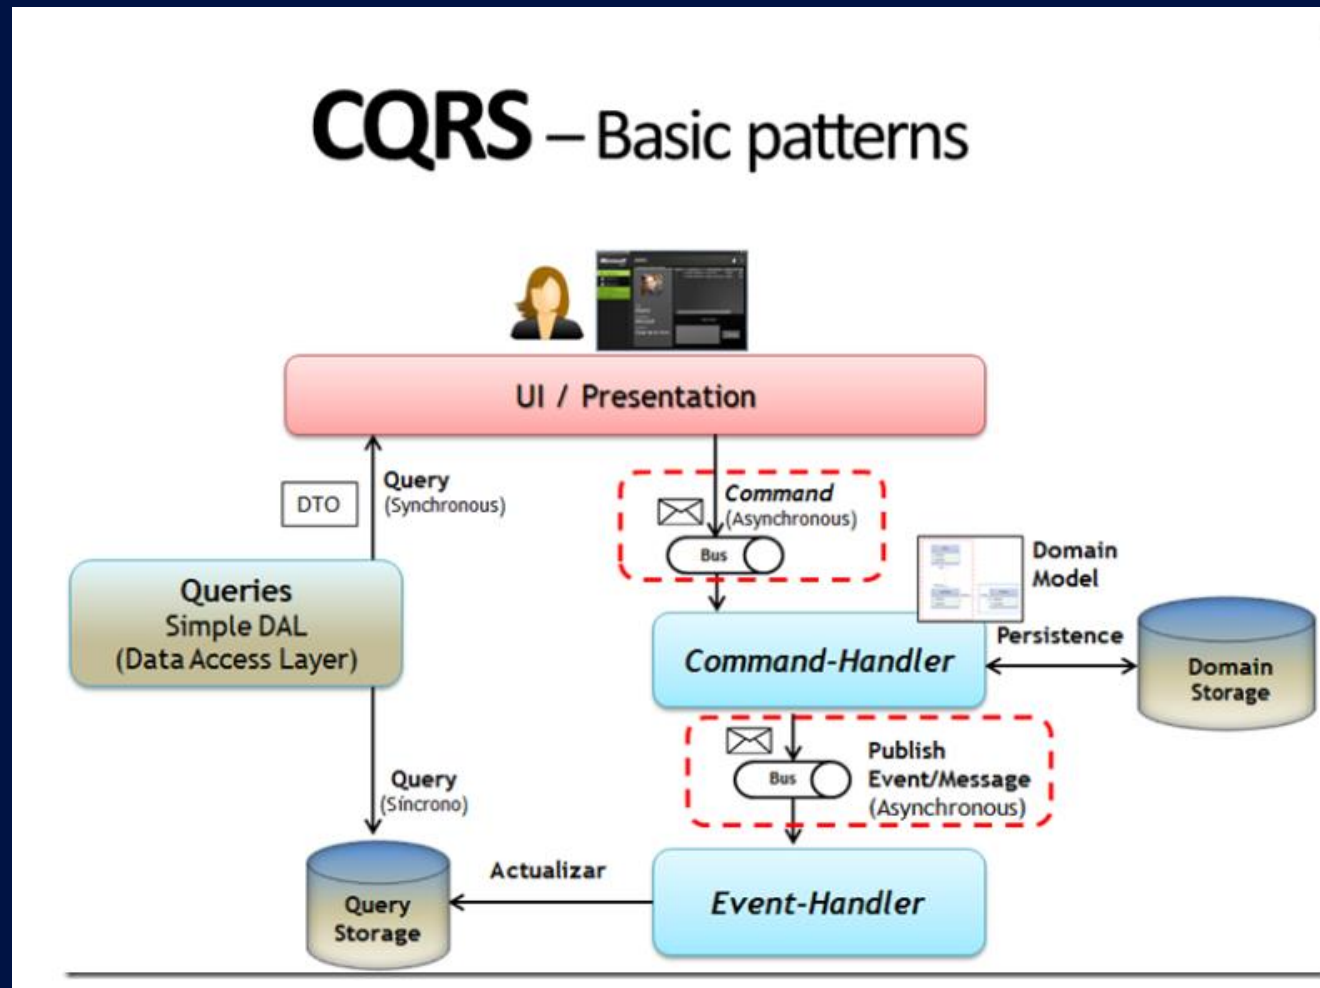 CQRS – Basic patterns
UI / Presentation
DTO
Query
(Synchronous)
Command
(Asynchronous)
Bus
Domain
Model
Queries
Simple DAL
(Data Access Layer)
Command-Handler
Persistence
Domain
Storage
Publish
Event/Message
(Asynchronous)
Bus
Query
(Síncrono)
Actualizar
Query
Storage
Event-Handler